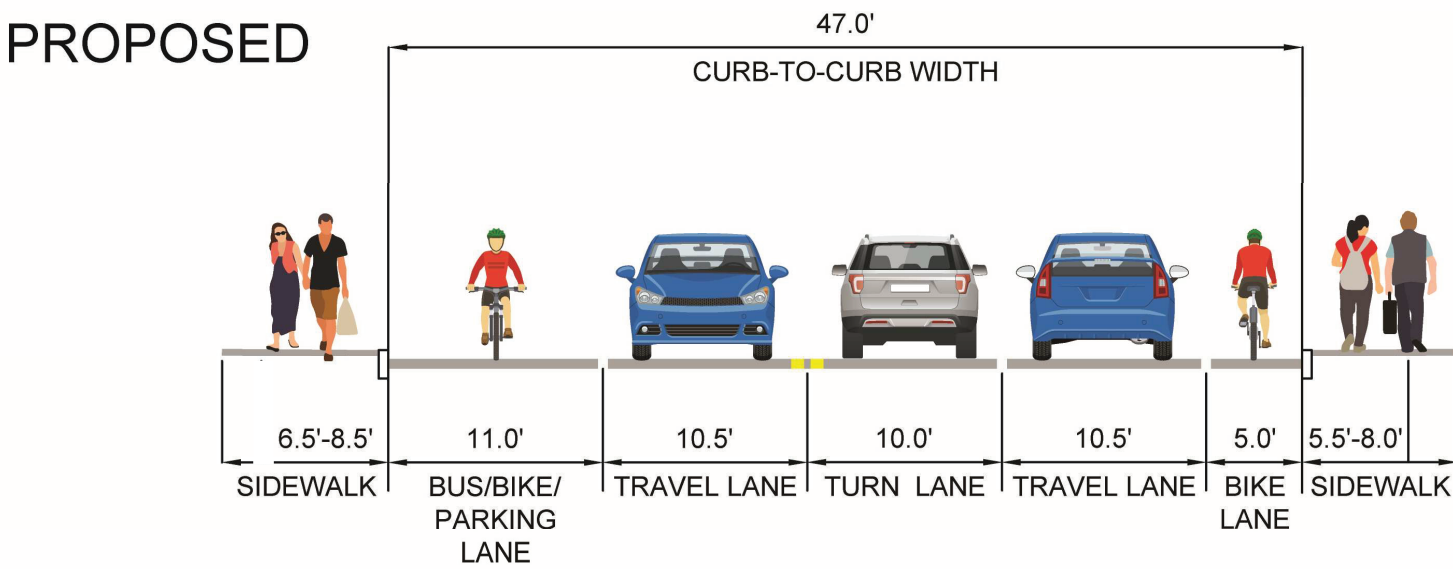 PROPOSED
47.0'
CURB-TO-CURB WIDTH
6.5'-8.5'
11.0'
10.5'
10.0'
10.5'
5.0'
5.5'-8.0'
SIDEWALK
BUS/BIKE/
PARKING
LANE
TRAVEL LANE
TURN LANE
TRAVEL LANE
BIKE
LANE
SIDEWALK